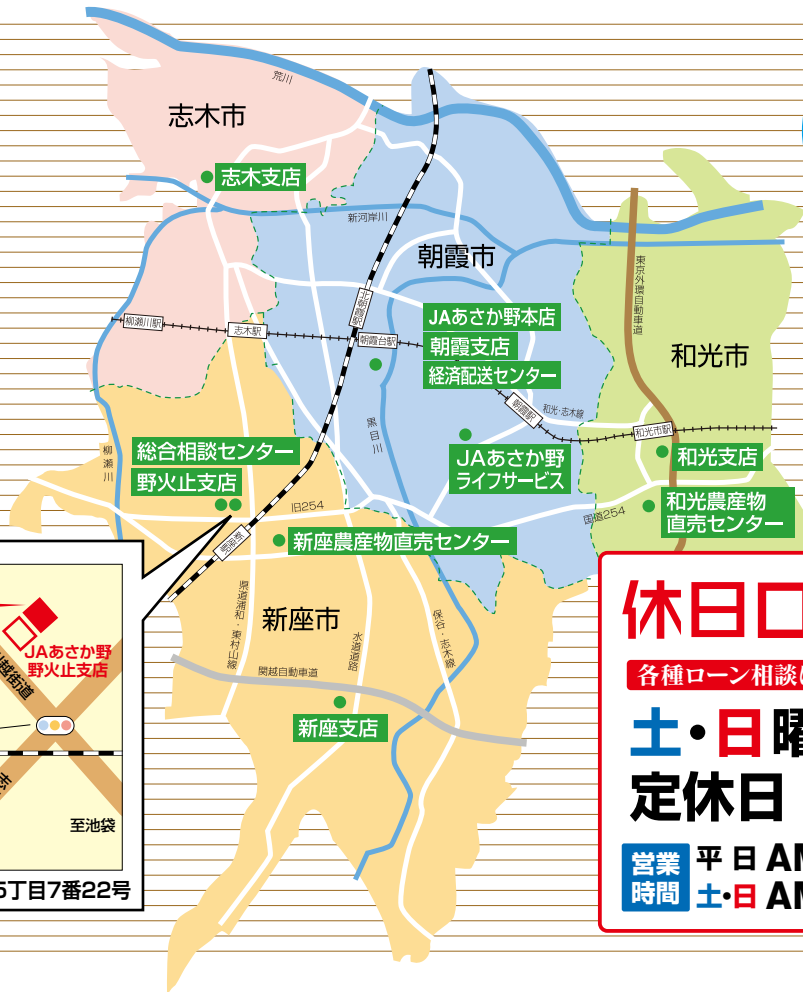 荒川
志木市
志木支店
新河岸川
朝霞市
東京外環自動車道
北朝霞駅
JAあさか野本店
柳瀬川駅
志木駅
朝霞台駅
朝霞支店
和光市
経済配送センター
朝霞駅
和光・志木線
黒目川
和光市駅
柳瀬川
総合相談センター
JAあさか野
ライフサービス
和光支店
野火止支店
旧254
国道254
和光農産物
直売センター
新座駅
新座農産物直売センター
県道浦和・東村山線
新座市
水道道路
保谷・志木線
関越自動車道
新座支店
JAあさか野
野火止支店
越街道
至池袋
5丁目7番22号
休日ロ
各種ローン相談
土・日曜
定休日
営業
時間
平日 AM
土・日 AM